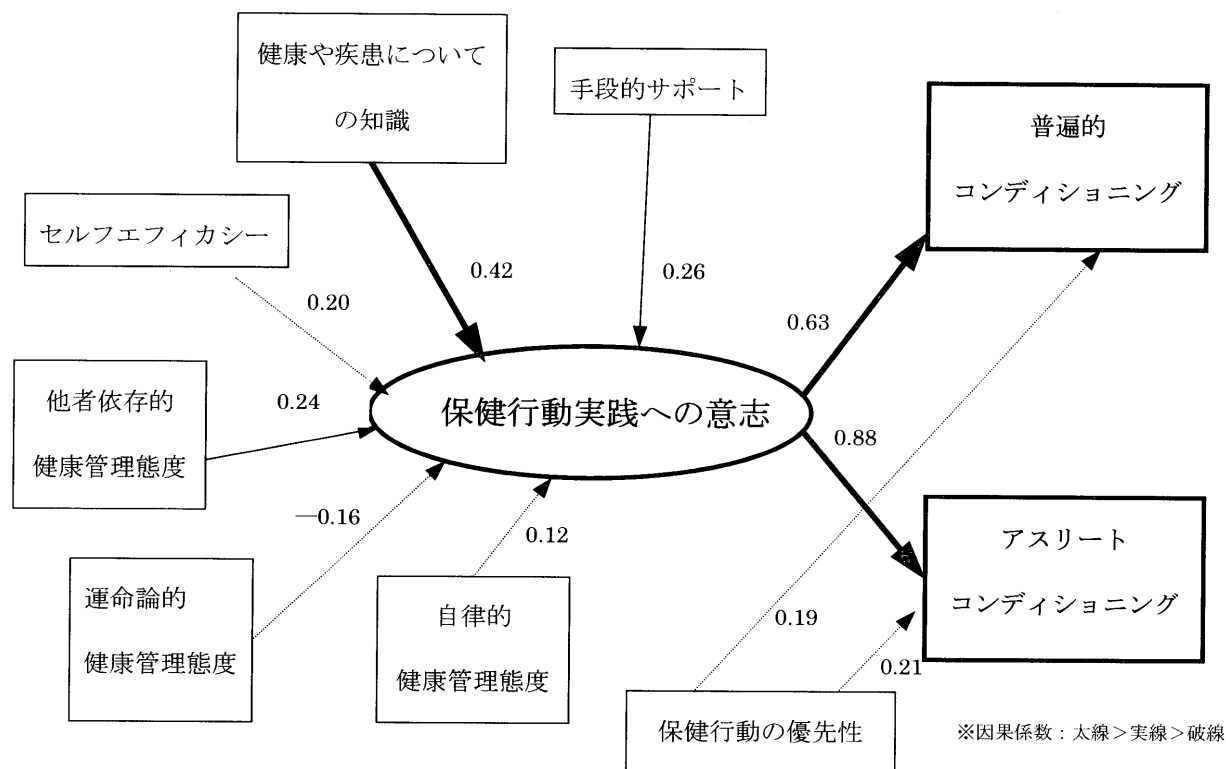 健康や疾患について
の知識
手段的サポート
普遍的
コンディショニング
セルフエフィカシー
0.42
0.26
0.20
0.63
他者依存的
健康管理態度
0.24
保健行動実践への意志
0.88
—0.16
0.12
アスリート
コンディショニング
運命論的
健康管理態度
自律的
健康管理態度
0.19
0.21
保健行動の優先性
※因果係数：太線＞実線＞破線